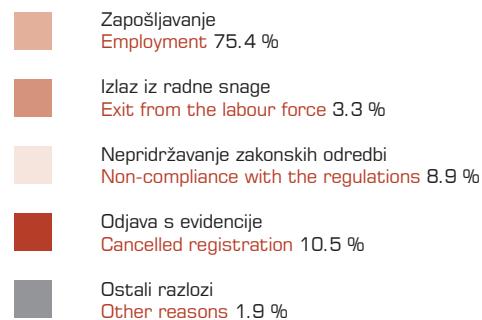 Zapošljavanje
Employment 75.4 %
Izlaz iz radne snage
Exit from the labour force 3.3 %
Nepridržavanje zakonskih odredbi
Non-compliance with the regulations 8.9 %
Odjava s evidencije
Cancelled registration 10.5 %
Ostali razlozi
Other reasons 1.9 %